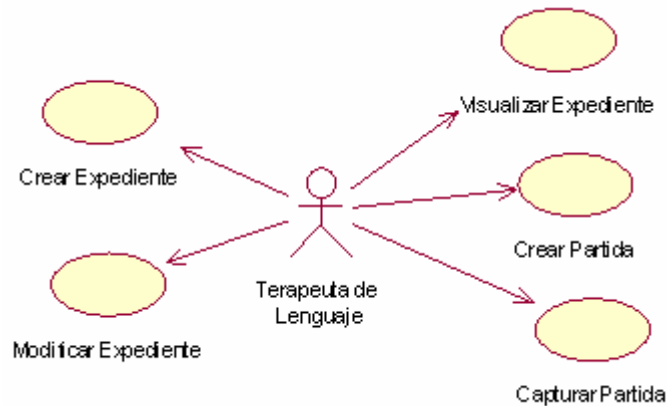 Visualizar Expediente
Crear Expediente
Crear Partida
Terapeuta de
Lenguaje
Modificar Expediente
Capturar Partida